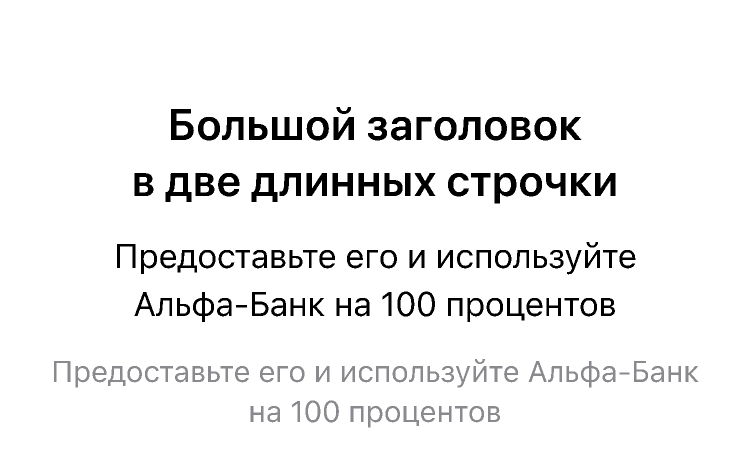 Большой заголовок
в две длинных строчки
Предоставьте его и используйте
Альфа-Банк на 100 процентов
Предоставьте его и используйте Альфа-Банк
на 100 процентов